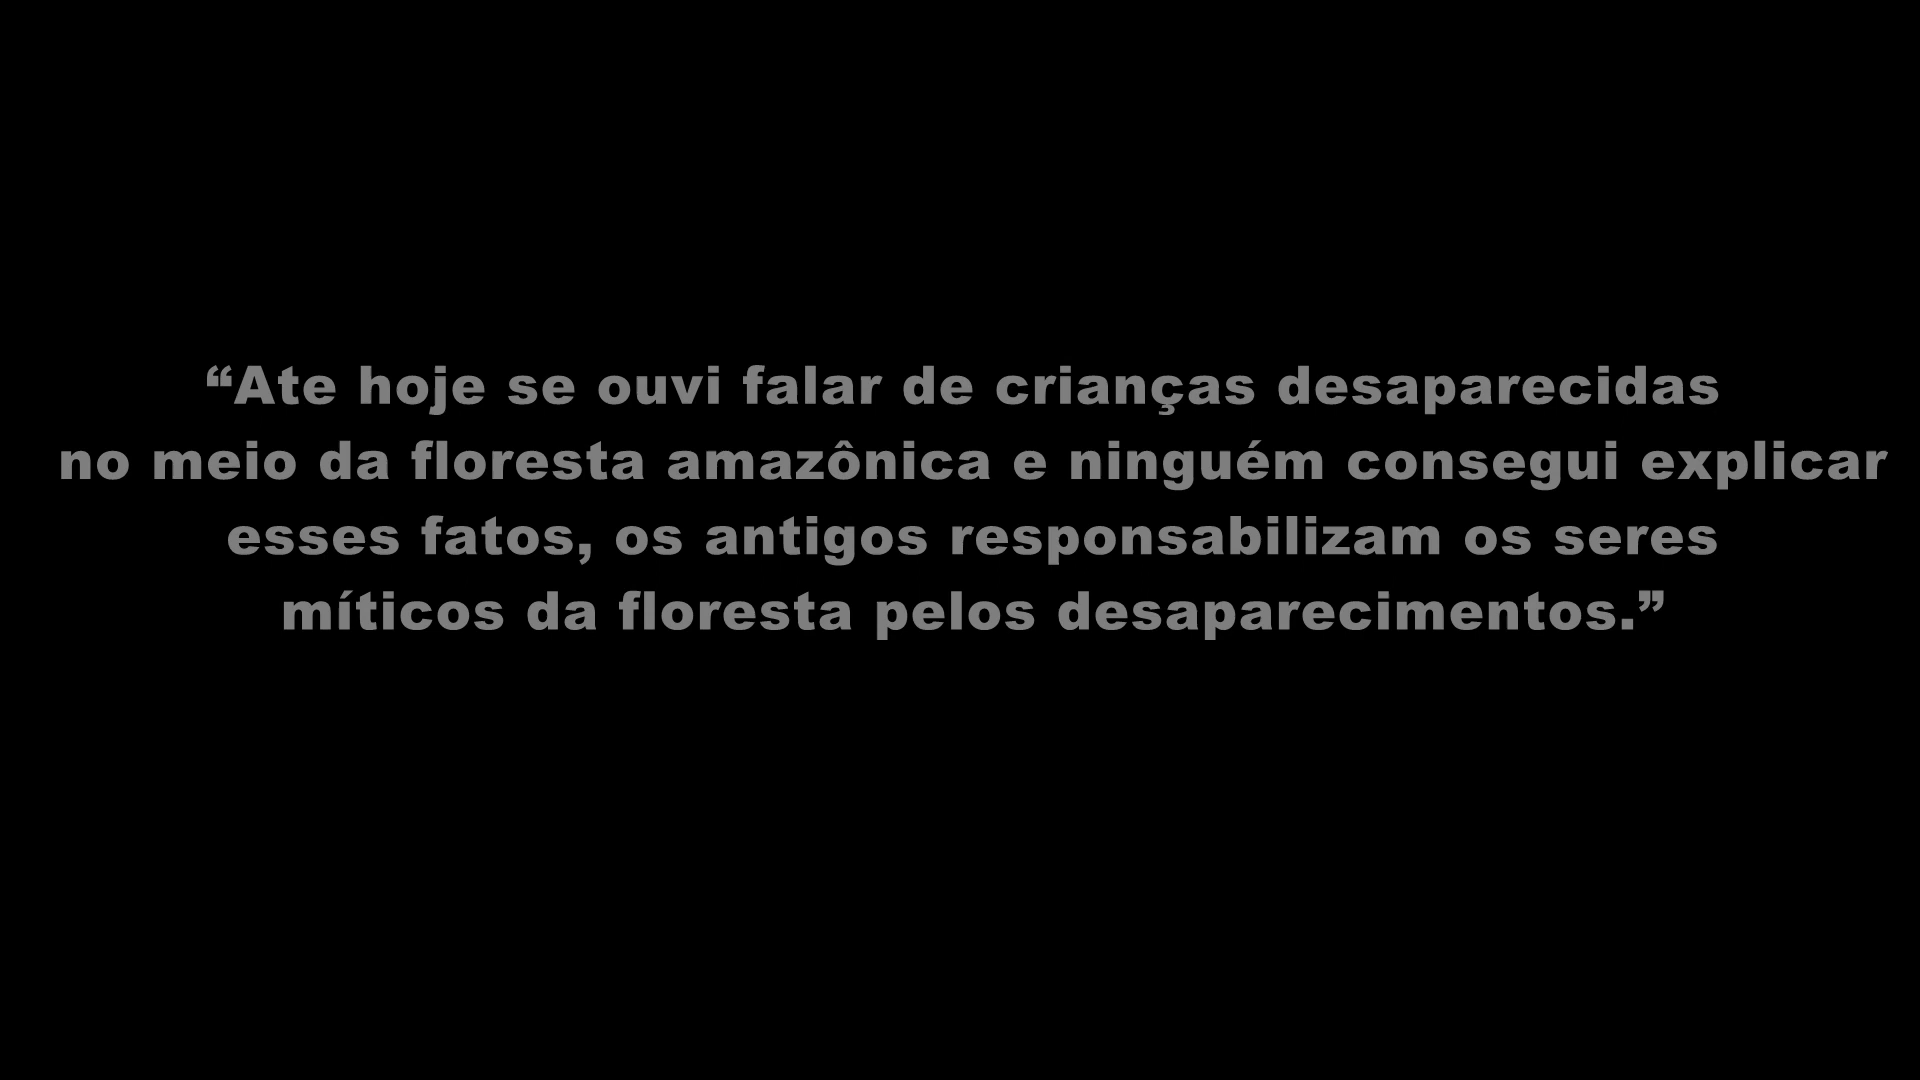 “Ate hoje se ouvi falar de crianças desaparecidas
no meio da floresta amazônica e ninguém consegui explicar
esses fatos, os antigos responsabilizam os seres
míticos da floresta pelos desaparecimentos.”